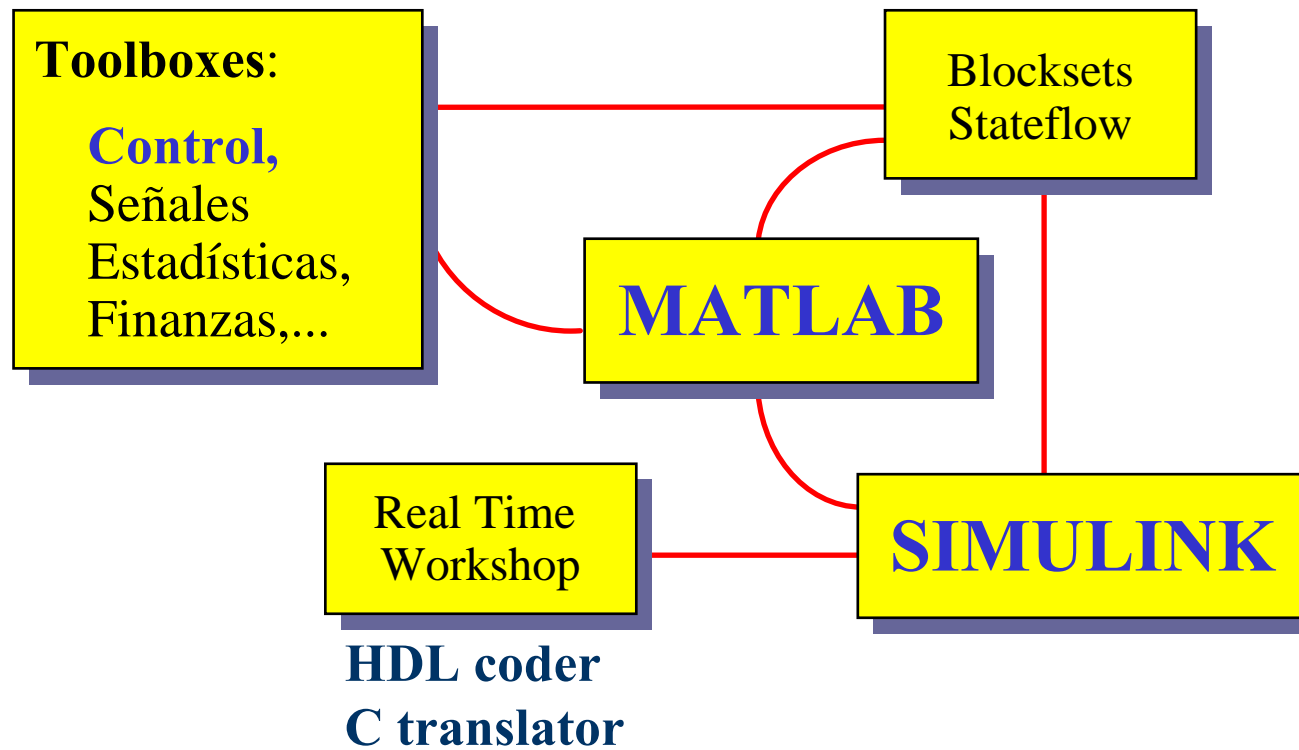 Toolboxes:
Control,
Señales
Estadísticas,
Finanzas,...
Blocksets
Stateflow
MATLAB
Real Time
Workshop
SIMULINK
HDL coder
C translator